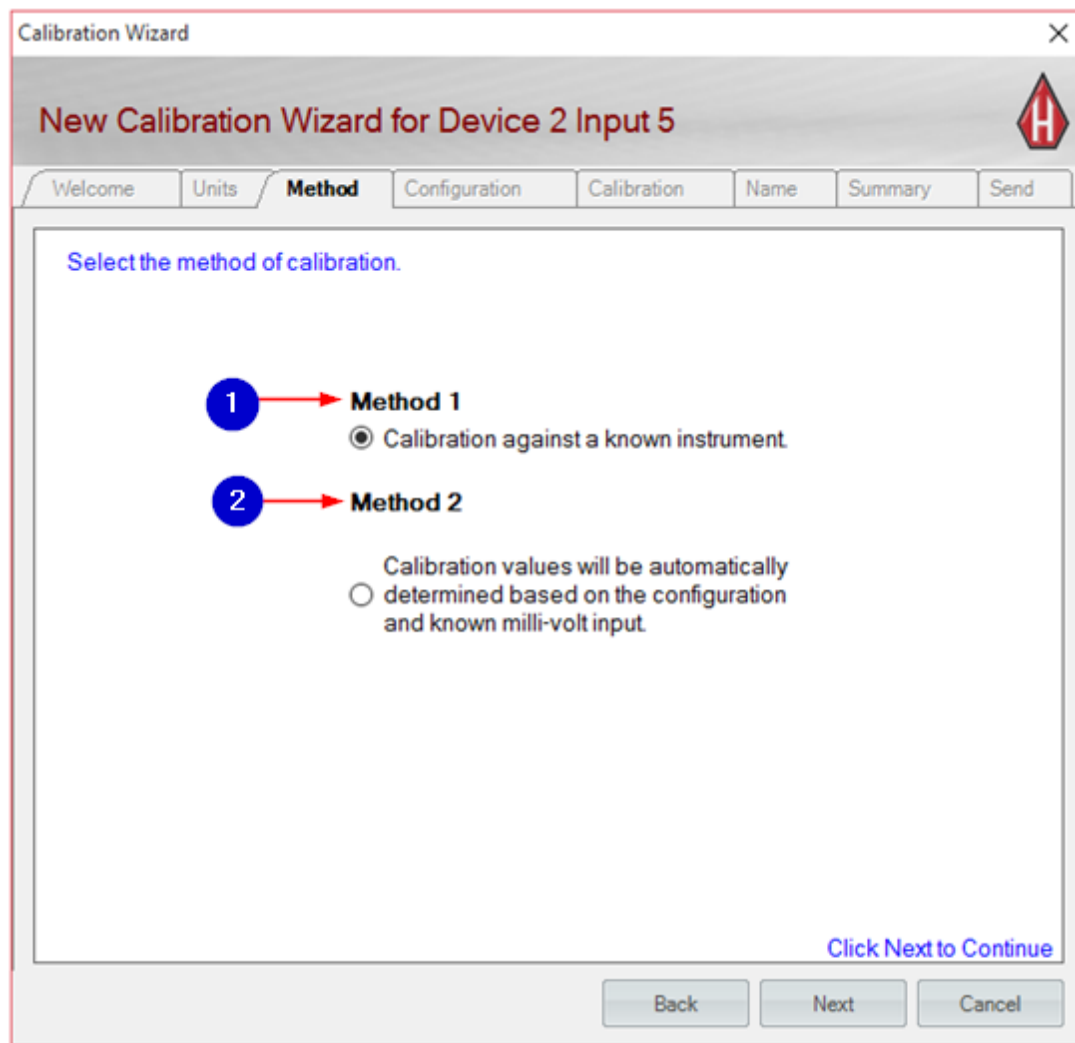 Calibration Wizard
New Calibration Wizard for Device 2 Input 5
H
Welcome Units Method Configuration Calibration Name Summary Send
Select the method of calibration.
1 Method 1
Calibration against a known instrument.
2 Method 2
Calibration values will be automatically
determined based on the configuration
and known milli-volt input.
Click Next to Continue
Back Next Cancel